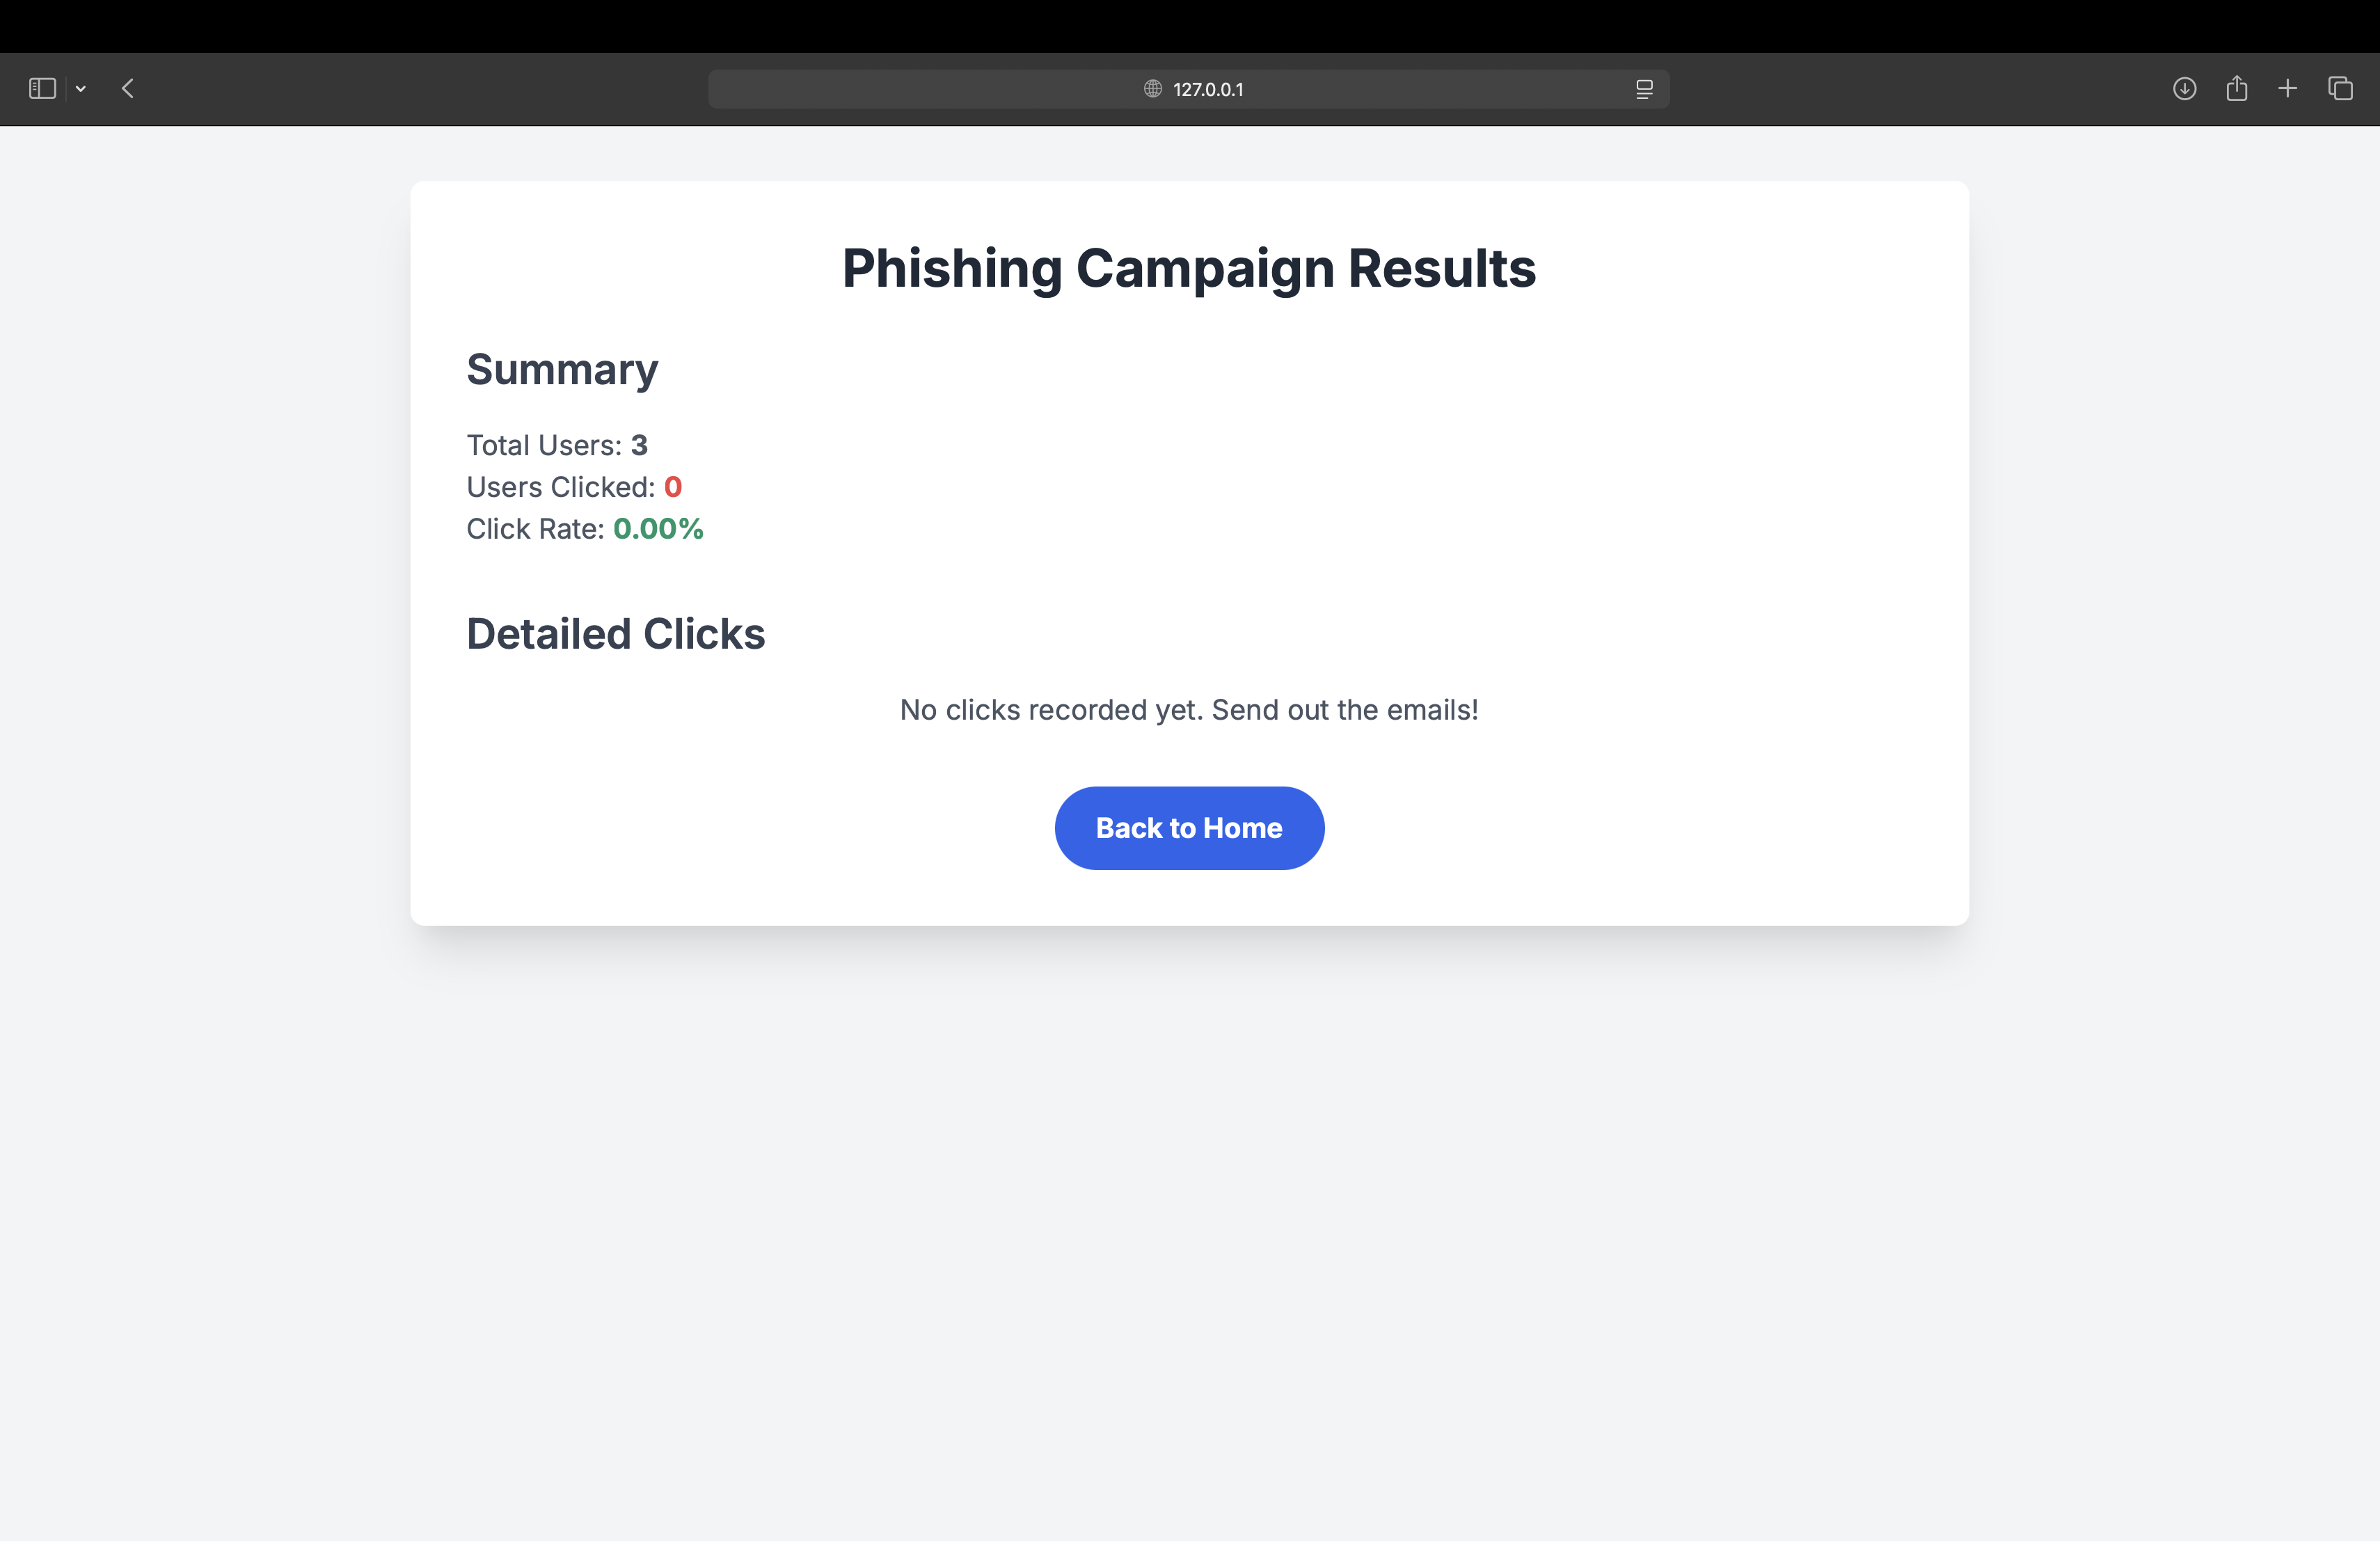 127.0.0.1
Phishing Campaign Results
Summary
Total Users: 3
Users Clicked: 0
Click Rate: 0.00%
Detailed Clicks
No clicks recorded yet. Send out the emails!
Back to Home